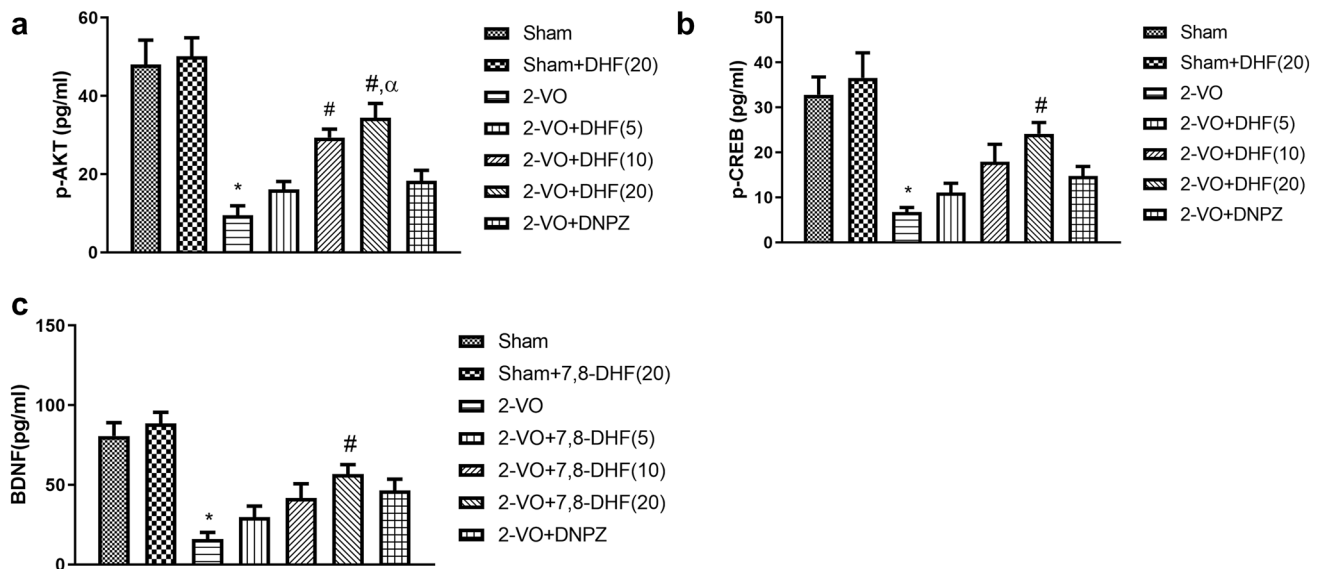 a
p-AKT (pg/ml)
60
40
20
0
*
#
#,α
Sham
Sham+DHF(20)
2-VO
2-VO+DHF(5)
2-VO+DHF(10)
2-VO+DHF(20)
2-VO+DNPZ
b
p-CREB (pg/ml)
50
40
30
20
10
0
*
#
Sham
Sham+DHF(20)
2-VO
2-VO+DHF(5)
2-VO+DHF(10)
2-VO+DHF(20)
2-VO+DNPZ
c
BDNF(pg/ml)
150
100
50
0
*
#
Sham
Sham+7,8-DHF(20)
2-VO
2-VO+7,8-DHF(5)
2-VO+7,8-DHF(10)
2-VO+7,8-DHF(20)
2-VO+DNPZ